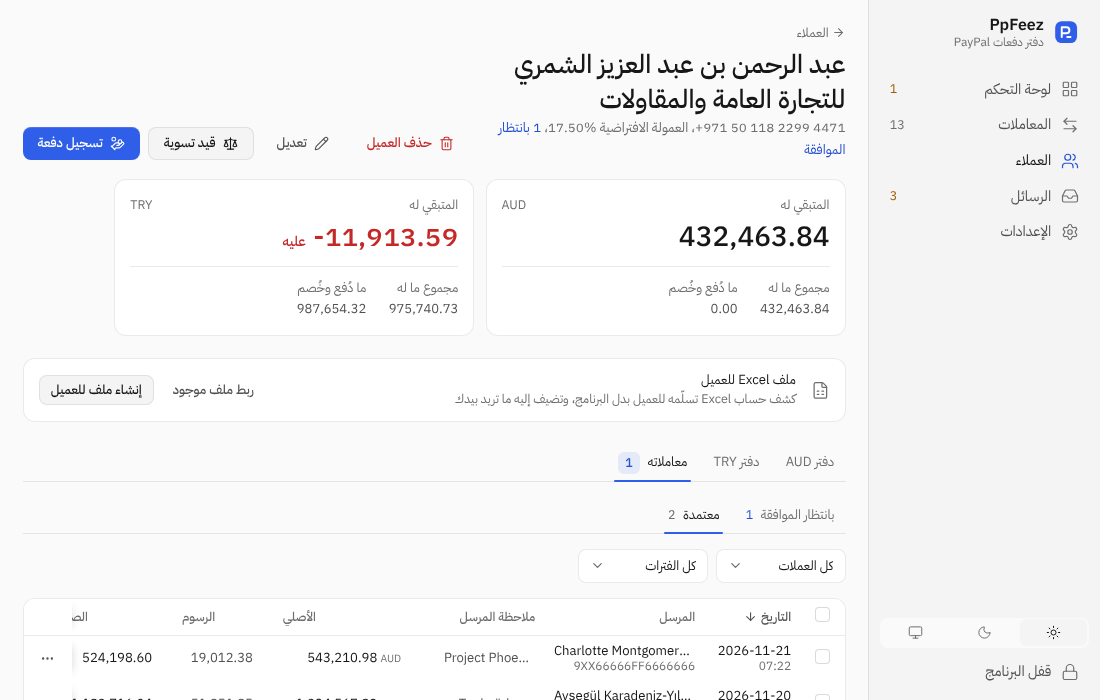 PpFeez
دفتر دفعات PayPal
لوحة التحكم 1
المعاملات 13
العملاء
الرسائل 3
الإعدادات
قفل البرنامج
→ العملاء
عبد الرحمن بن عبد العزيز الشمري
للتجارة العامة والمقاولات
+971 50 118 2299 4471، العمولة الافتراضية 17.50%، 1 بانتظار
الموافقة
حذف العميل
تعديل
قيد تسوية
تسجيل دفعة
المتبقي له AUD
432,463.84
مجموع ما له ما دُفع وخُصم
432,463.84 0.00
المتبقي له TRY
-11,913.59 عليه
مجموع ما له ما دُفع وخُصم
975,740.73 987,654.32
ملف Excel للعميل
كشف حساب Excel تسلّمه للعميل بدل البرنامج، وتضيف إليه ما تريد بيدك
ربط ملف موجود
إنشاء ملف للعميل
دفتر AUD دفتر TRY معاملاته 1
بانتظار الموافقة 1 معتمدة 2
كل العملات كل الفترات
التاريخ ↓ المرسل ملاحظة المرسل الأصلي الرسوم
2026-11-21 Charlotte Montgomer... Project Phoe... 543,210.98 AUD 19,012.38 524,198.60
07:22 9XX66666FF6666666
2026-11-20 Ayşegül Karadeniz-Yıl...